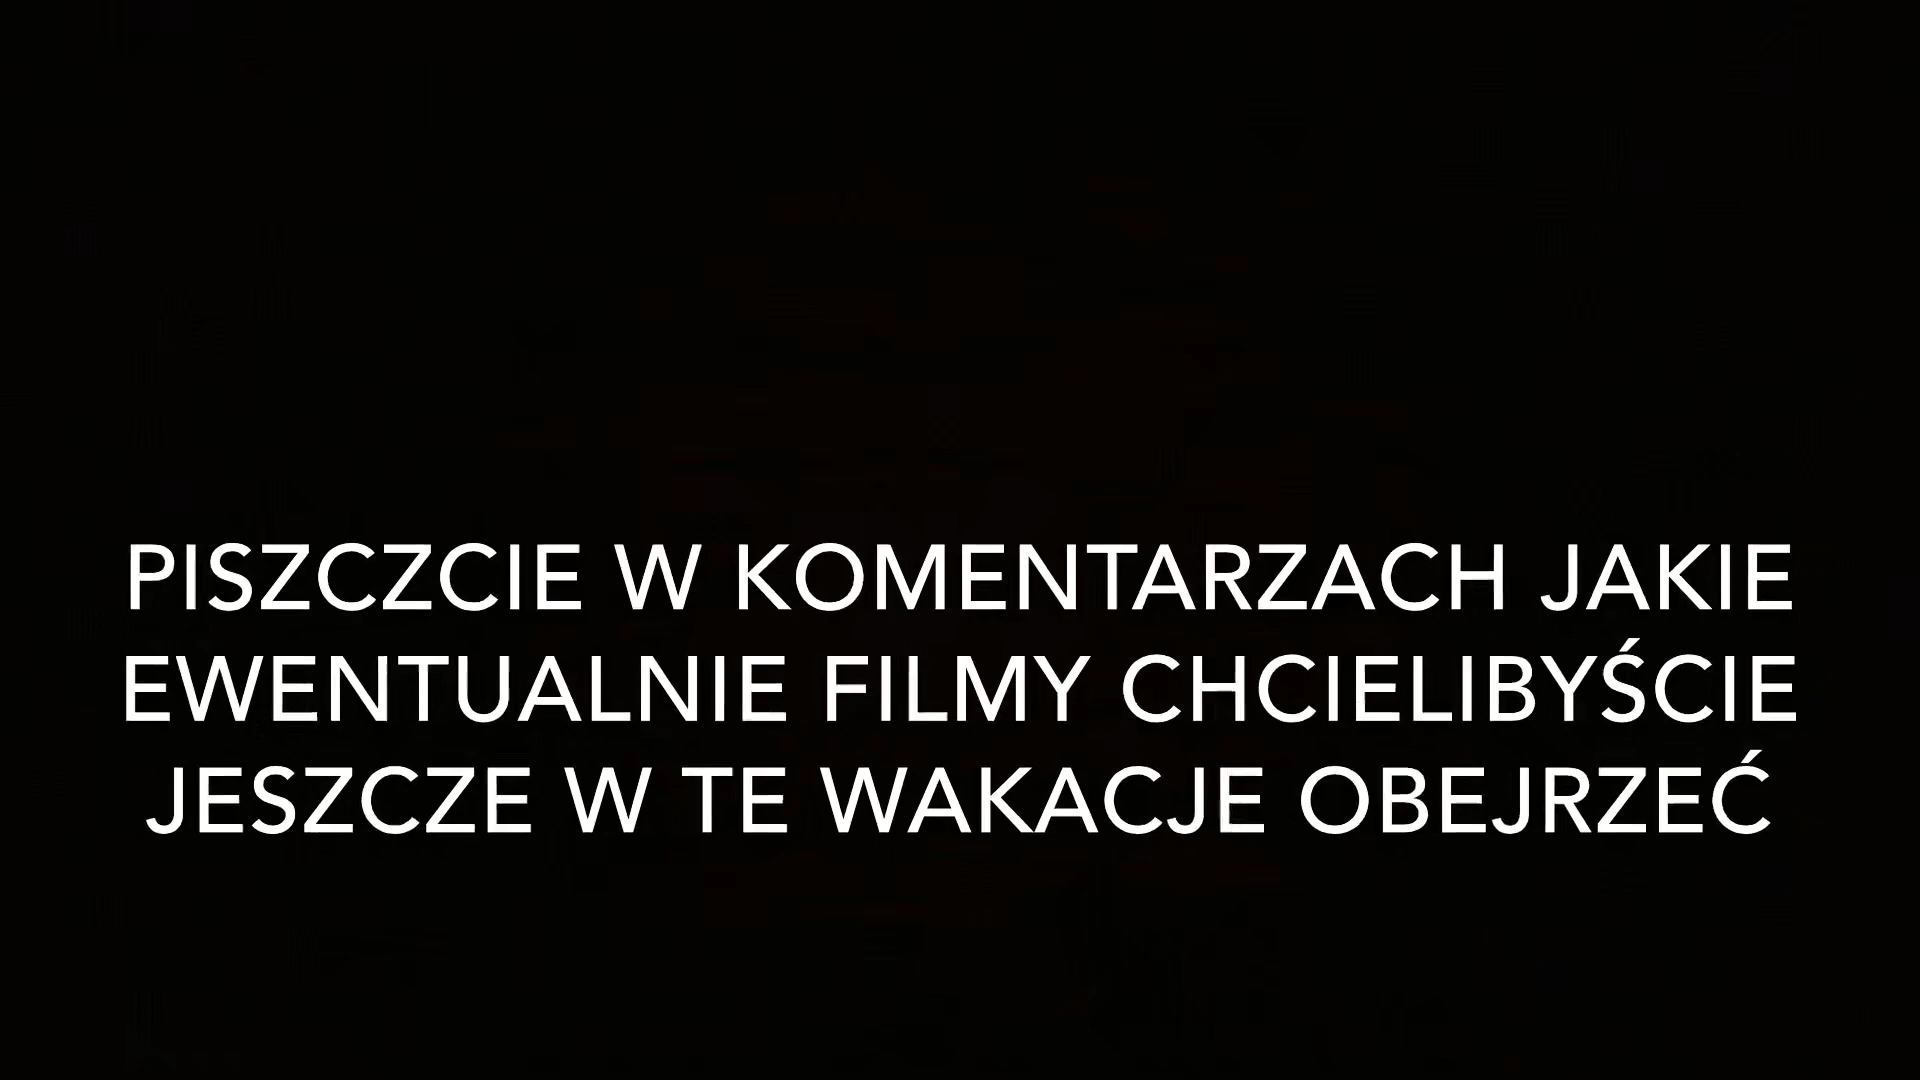 PISZCZCIE W KOMENTARZACH JAKIE
EWENTUALNIE FILMY CHCIELIBYŚCIE
JESZCZE W TE WAKACJE OBEJRZEĆ